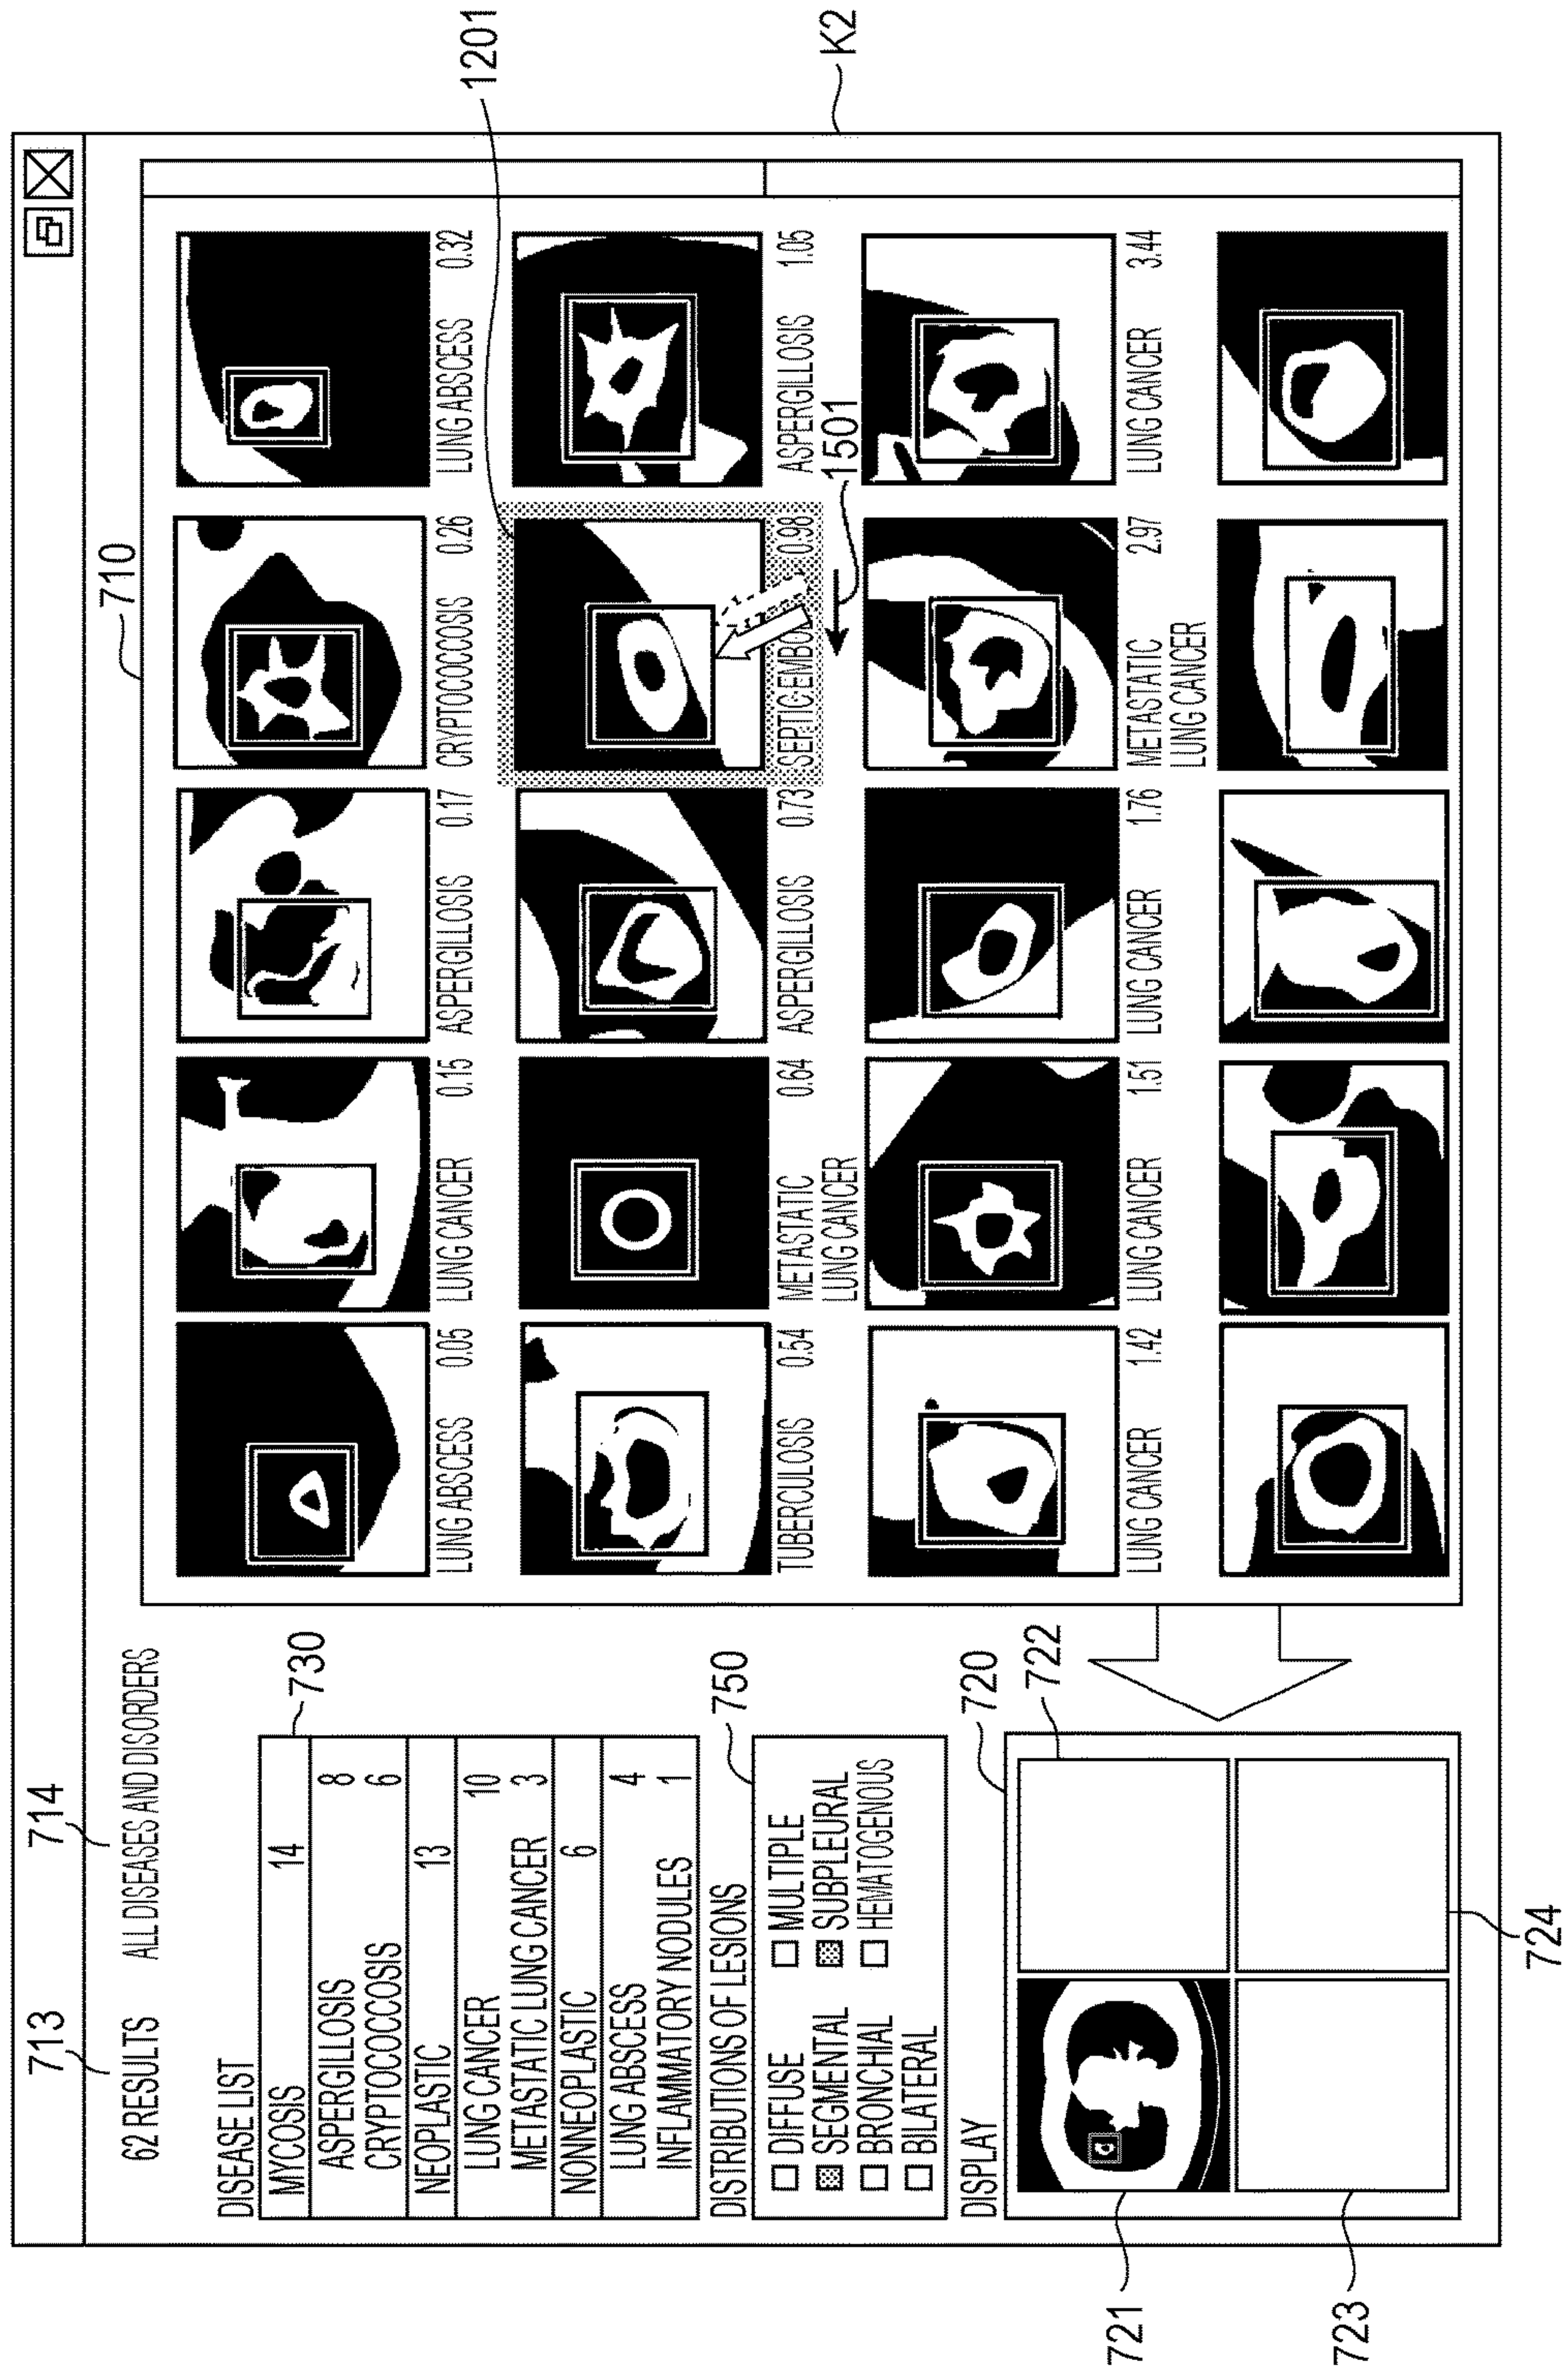 713
714
62 RESULTS
ALL DISEASES AND DISORDERS
710
1201
K2
DISEASE LIST
730
MYCOSIS 14
ASPERGILLOSIS 8
CRYPTOCOCCOSIS 6
NEOPLASTIC 13
LUNG CANCER 10
METASTATIC LUNG CANCER 3
NONNEOPLASTIC 6
LUNG ABSCESS 4
INFLAMMATORY NODULES 1
DISTRIBUTIONS OF LESIONS
750
DIFFUSE MULTIPLE
SEGMENTAL SUBPLEURAL
BRONCHIAL HEMATOGENOUS
BILATERAL
DISPLAY
720
722
721
723
724
LUNG ABSCESS 0.05
LUNG CANCER 0.15
ASPERGILLOSIS 0.17
CRYPTOCOCCOSIS 0.26
LUNG ABSCESS 0.32
TUBERCULOSIS 0.54
METASTATIC 0.64
LUNG CANCER
ASPERGILLOSIS 0.73
SEPTIC 0.98
ASPERGILLOSIS 1.05
1501
LUNG CANCER 1.42
LUNG CANCER 1.51
LUNG CANCER 1.76
METASTATIC 2.97
LUNG CANCER
LUNG CANCER 3.44